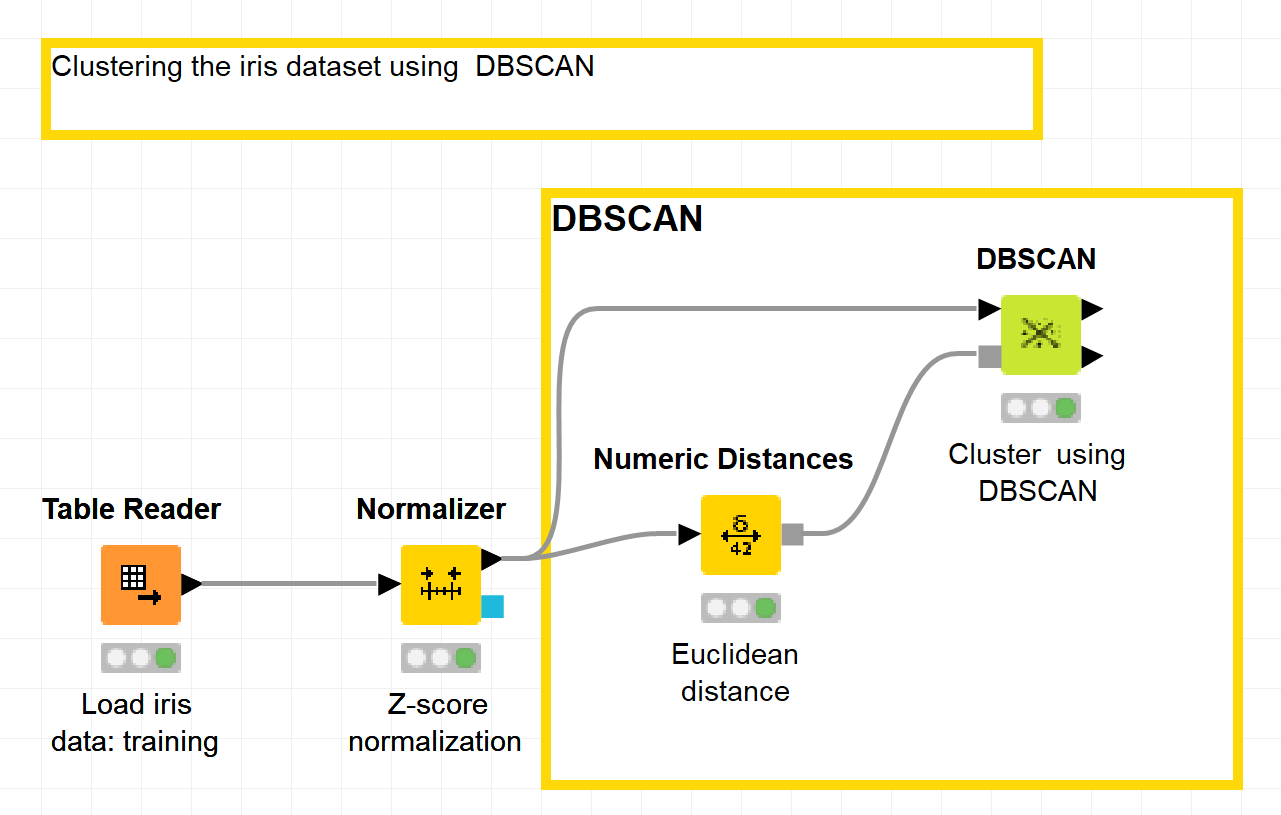 Clustering the iris dataset using  DBSCAN
DBSCAN
DBSCAN
Cluster  using
DBSCAN
Numeric Distances
Euclidean
distance
Table Reader
Load iris
data: training
Normalizer
Z-score
normalization